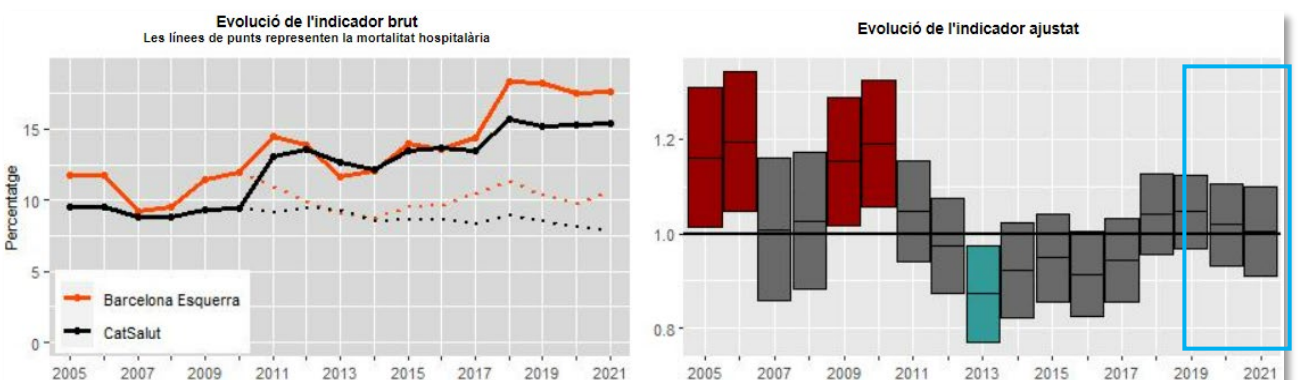 Evolució de l'indicador brut
Les línees de punts representen la mortalitat hospitalària
Percentatge
15
10
5
0
Barcelona Esquerra
CatSalut
2005 2007 2009 2011 2013 2015 2017 2019 2021
Evolució de l'indicador ajustat
1.2
1.0
0.8
2005 2007 2009 2011 2013 2015 2017 2019 2021